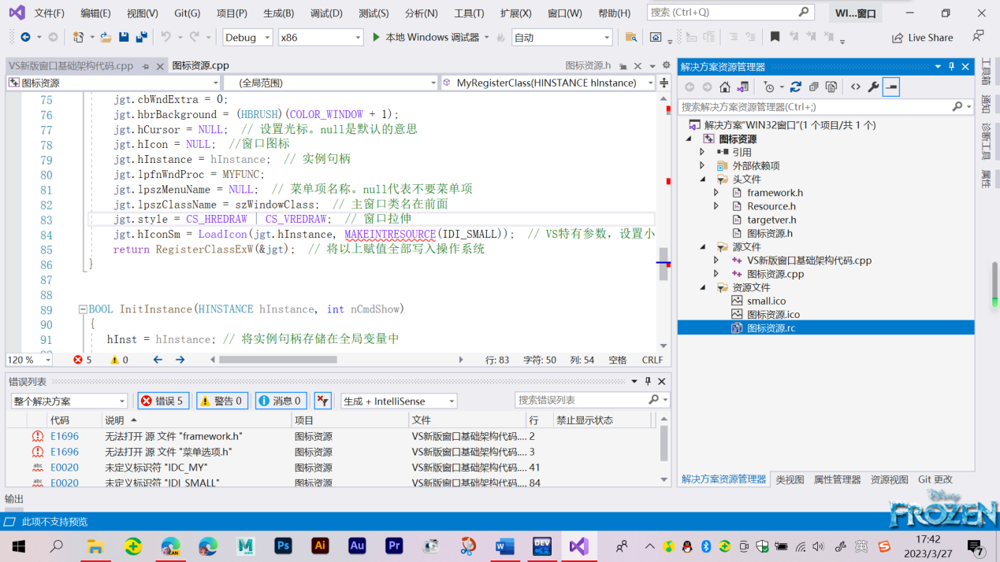 文件(F) 编辑(E) 视图(V) Git(G) 项目(P) 生成(B) 调试(D) 测试(S) 分析(N) 工具(T) 扩展(X) 窗口(W) 帮助(H) 搜索 (Ctrl+Q) WI...窗口
Debug x86 本地 Windows 调试器 自动 Live Share
VS新版窗口基础架构代码.cpp 图标资源.cpp 图标资源.h
图标资源 (全局范围) MyRegisterClass(HINSTANCE hInstance)
75 jgt.cbWndExtra = 0;
76 jgt.hbrBackground = (HBRUSH)(COLOR_WINDOW + 1);
77 jgt.hCursor = NULL; // 设置光标。null是默认的意思
78 jgt.hIcon = NULL; //窗口图标
79 jgt.hInstance = hInstance; // 实例句柄
80 jgt.lpfnWndProc = MYFUNC;
81 jgt.lpszMenuName = NULL; // 菜单项名称。null代表不要菜单项
82 jgt.lpszClassName = szWindowClass; // 主窗口类名在前面
83 jgt.style = CS_HREDRAW | CS_VREDRAW; // 窗口拉伸
84 jgt.hIconSm = LoadIcon(jgt.hInstance, MAKEINTRESOURCE(IDI_SMALL)); // VS特有参数，设置小
85 return RegisterClassExW(&jgt); // 将以上赋值全部写入操作系统
86 }
87
88
89 BOOL InitInstance(HINSTANCE hInstance, int nCmdShow)
90 {
91 hInst = hInstance; // 将实例句柄存储在全局变量中
120 % 5 0 行: 83 字符: 50 列: 54 空格 CRLF
错误列表
整个解决方案 错误 5 警告 0 消息 0 生成 + IntelliSense 搜索错误列表
代码 说明 项目 文件 行 禁止显示状态
E1696 无法打开 源 文件 "framework.h" 图标资源 VS新版窗口基础架构代码.... 2
E1696 无法打开 源 文件 "菜单选项.h" 图标资源 VS新版窗口基础架构代码.... 3
E0020 未定义标识符 "IDC_MY" 图标资源 VS新版窗口基础架构代码.... 41
E0020 未定义标识符 "IDI_SMALL" 图标资源 VS新版窗口基础架构代码.... 84
输出
此项不支持预览
解决方案资源管理器
搜索解决方案资源管理器(Ctrl+;)
解决方案"WIN32窗口"(1 个项目/共 1 个)
图标资源
引用
外部依赖项
头文件
framework.h
Resource.h
targetver.h
图标资源.h
源文件
VS新版窗口基础架构代码.cpp
图标资源.cpp
资源文件
small.ico
图标资源.ico
图标资源.rc
解决方案资源管理器 类视图 属性管理器 资源视图 Git 更改
工具箱
通知
诊断工具
属性
Disney
FROZEN
M Ps Ai Au Pr W DEV 英 S
17:42
2023/3/27
7